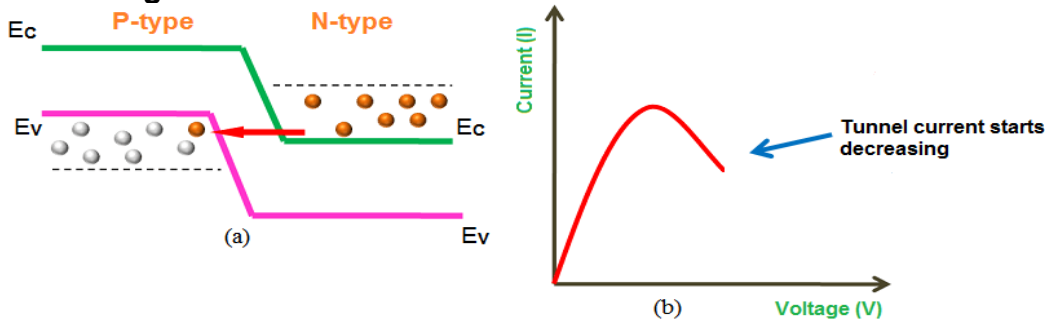 P-type
N-type
Ec
Ev
Ec
Ev
(a)
Current (I)
Tunnel current starts
decreasing
(b)
Voltage (V)